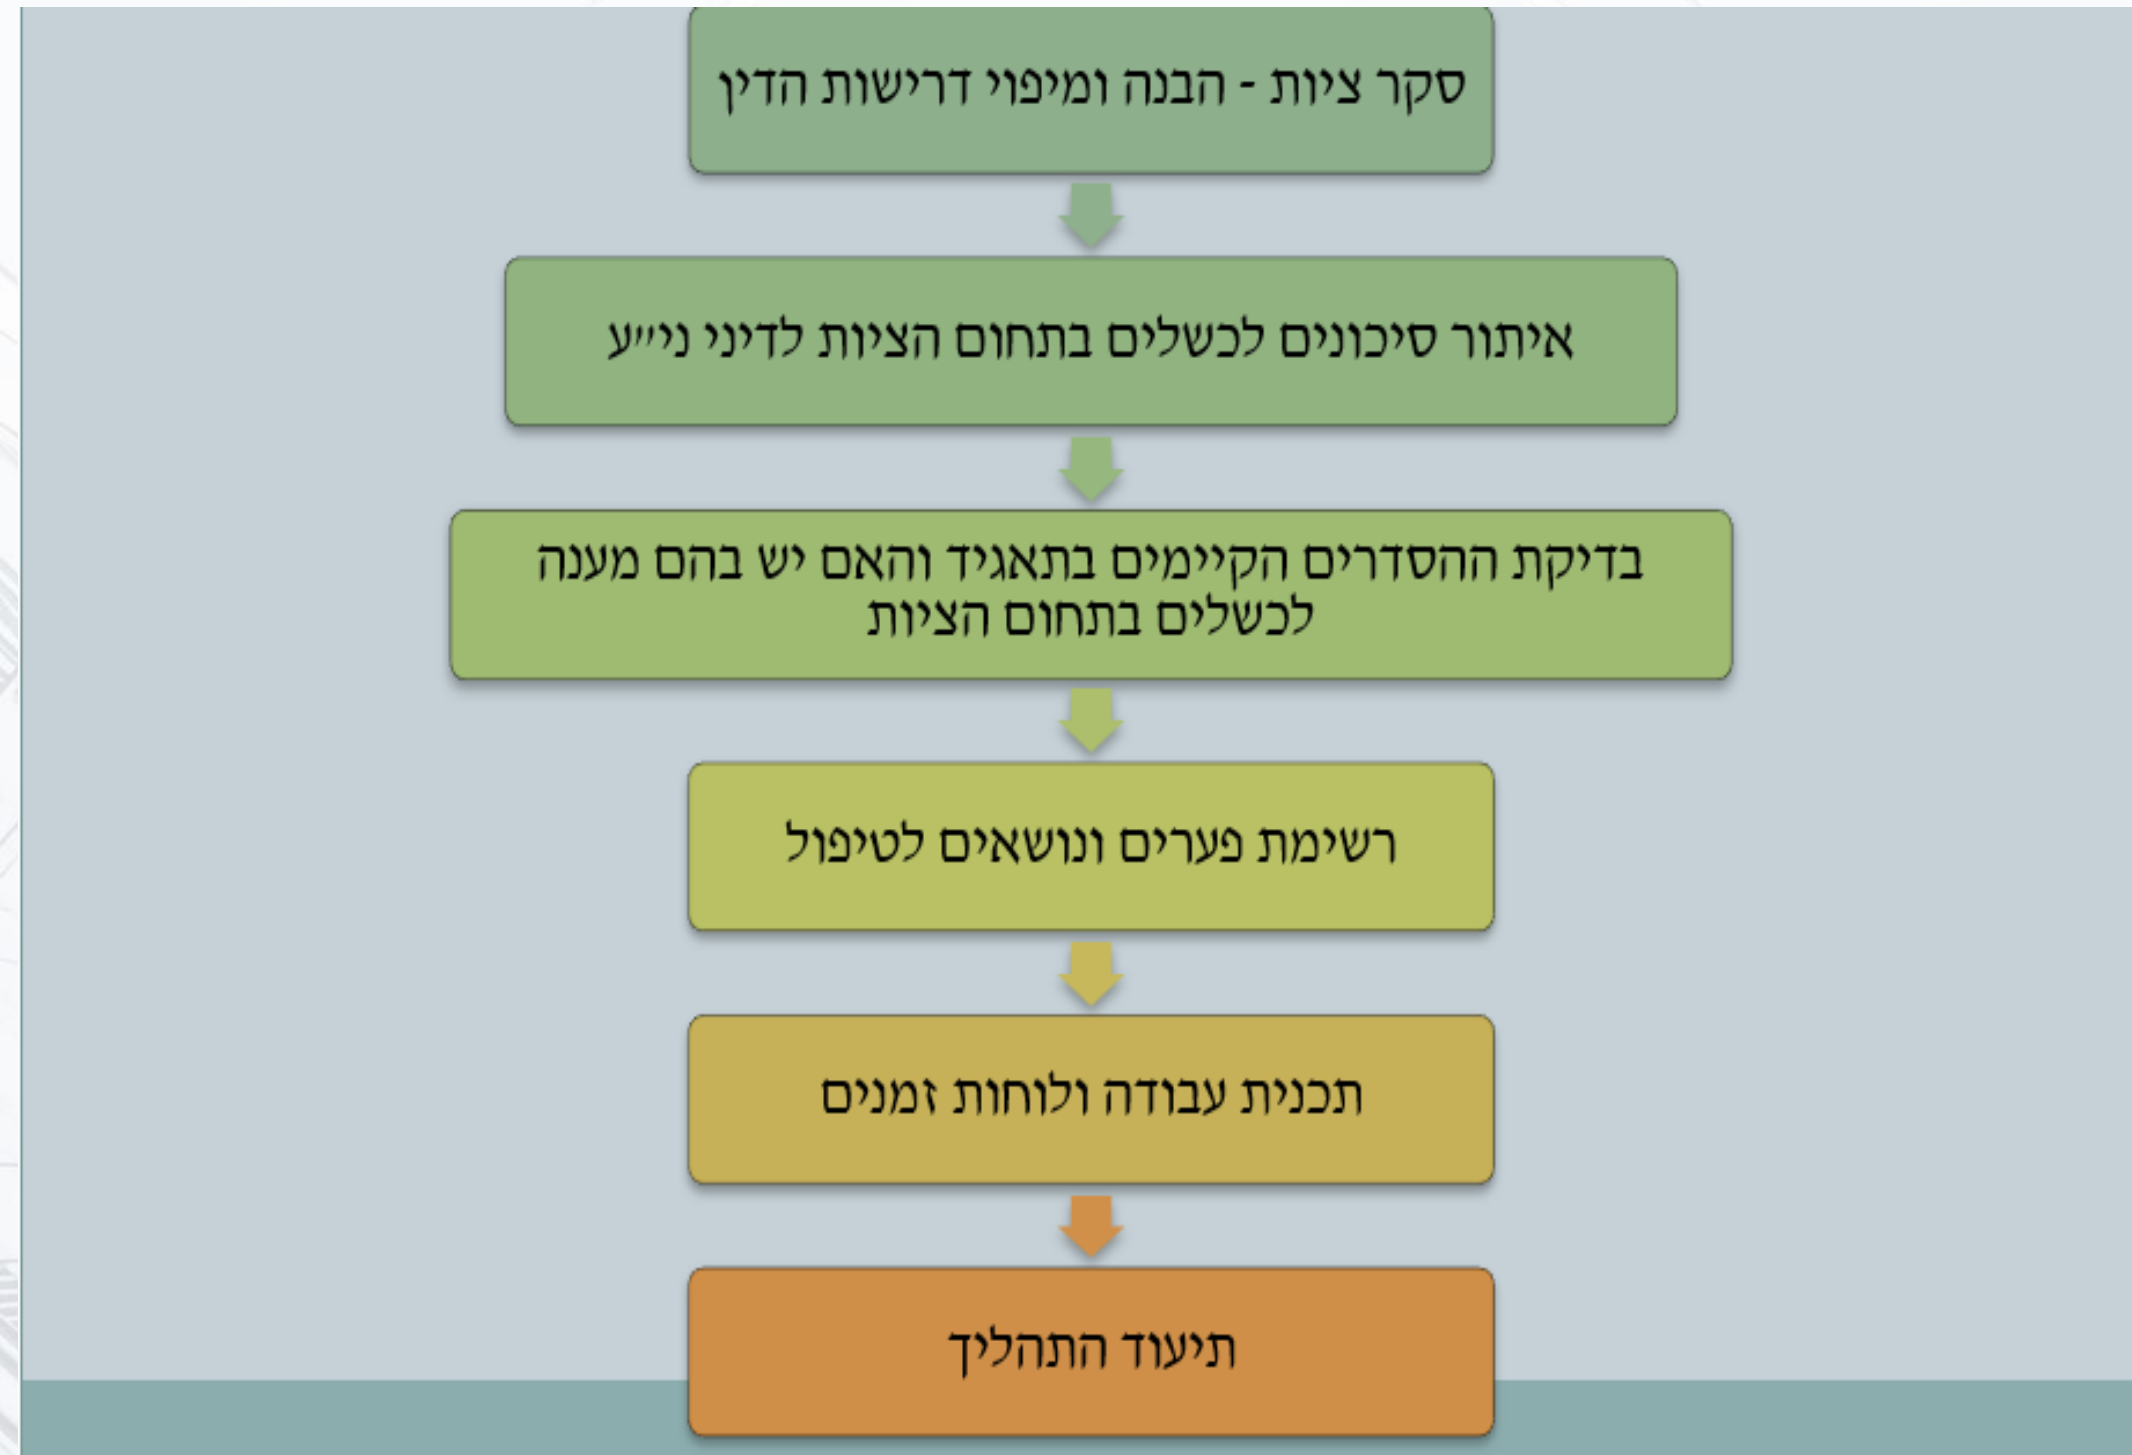 סקר ציות - הבנה ומיפוי דרישות הדין
איתור סיכונים לכשלים בתחום הציות לדיני ני״ע
בדיקת ההסדרים הקיימים בתאגיד והאם יש בהם מענה
לכשלים בתחום הציות
רשימת פערים ונושאים לטיפול
תכנית עבודה ולוחות זמנים
תיעוד התהליך